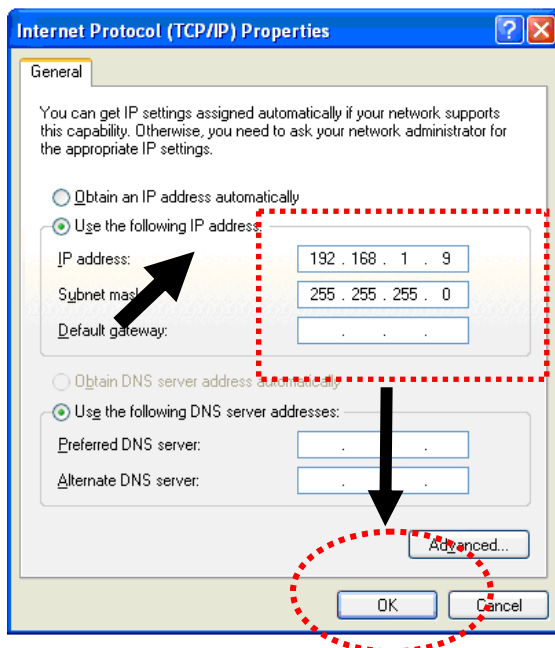 Internet Protocol (TCP/IP) Properties
General
You can get IP settings assigned automatically if your network supports
this capability. Otherwise, you need to ask your network administrator for
the appropriate IP settings.
Obtain an IP address automatically
Use the following IP address:
IP address: 192 . 168 . 1 . 9
Subnet mask: 255 . 255 . 255 . 0
Default gateway: . . .
Obtain DNS server address automatically
Use the following DNS server addresses:
Preferred DNS server: . . .
Alternate DNS server: . . .
Advanced...
OK Cancel